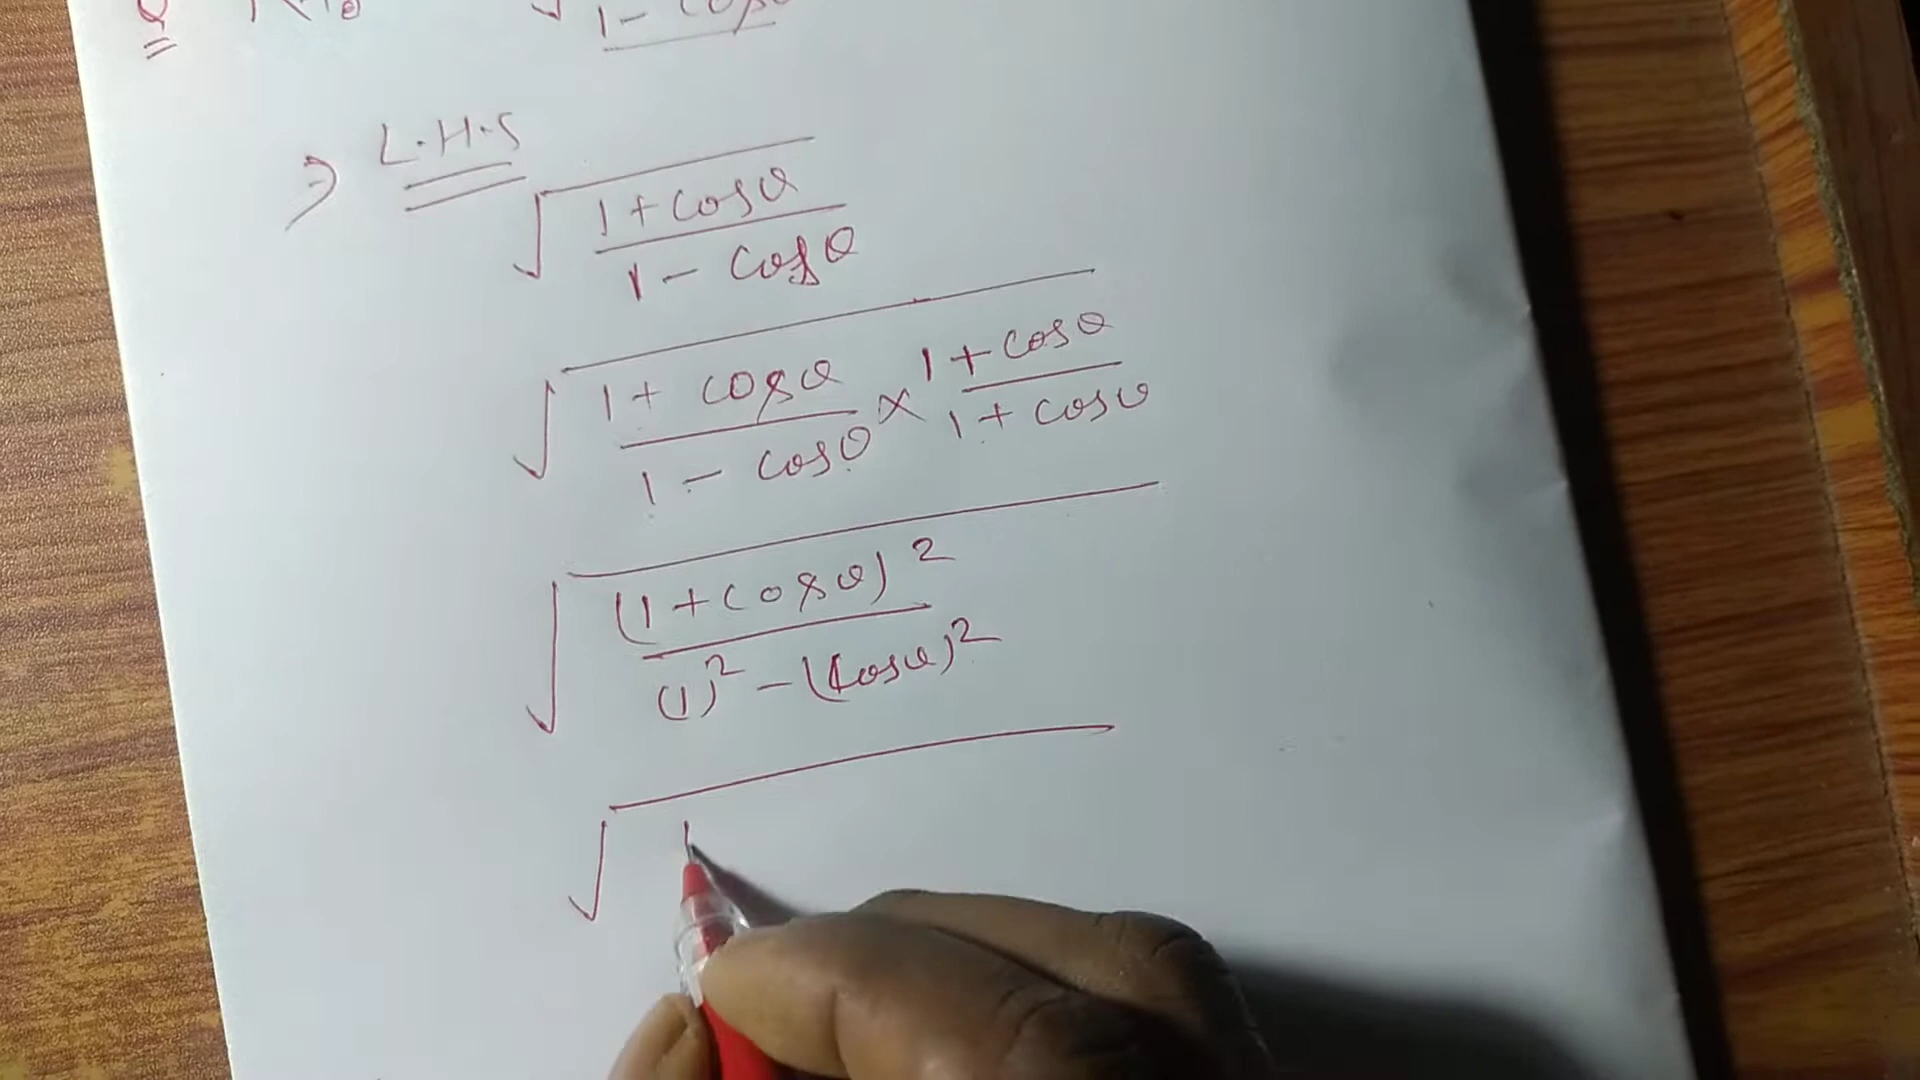 Q
1 - cosθ
⇒ L.H.S
√((1 + cosθ) / (1 - cosθ))
√((1 + cosθ) / (1 - cosθ) × (1 + cosθ) / (1 + cosθ))
√((1 + cosθ)² / ((1)² - (cosθ)²))
√